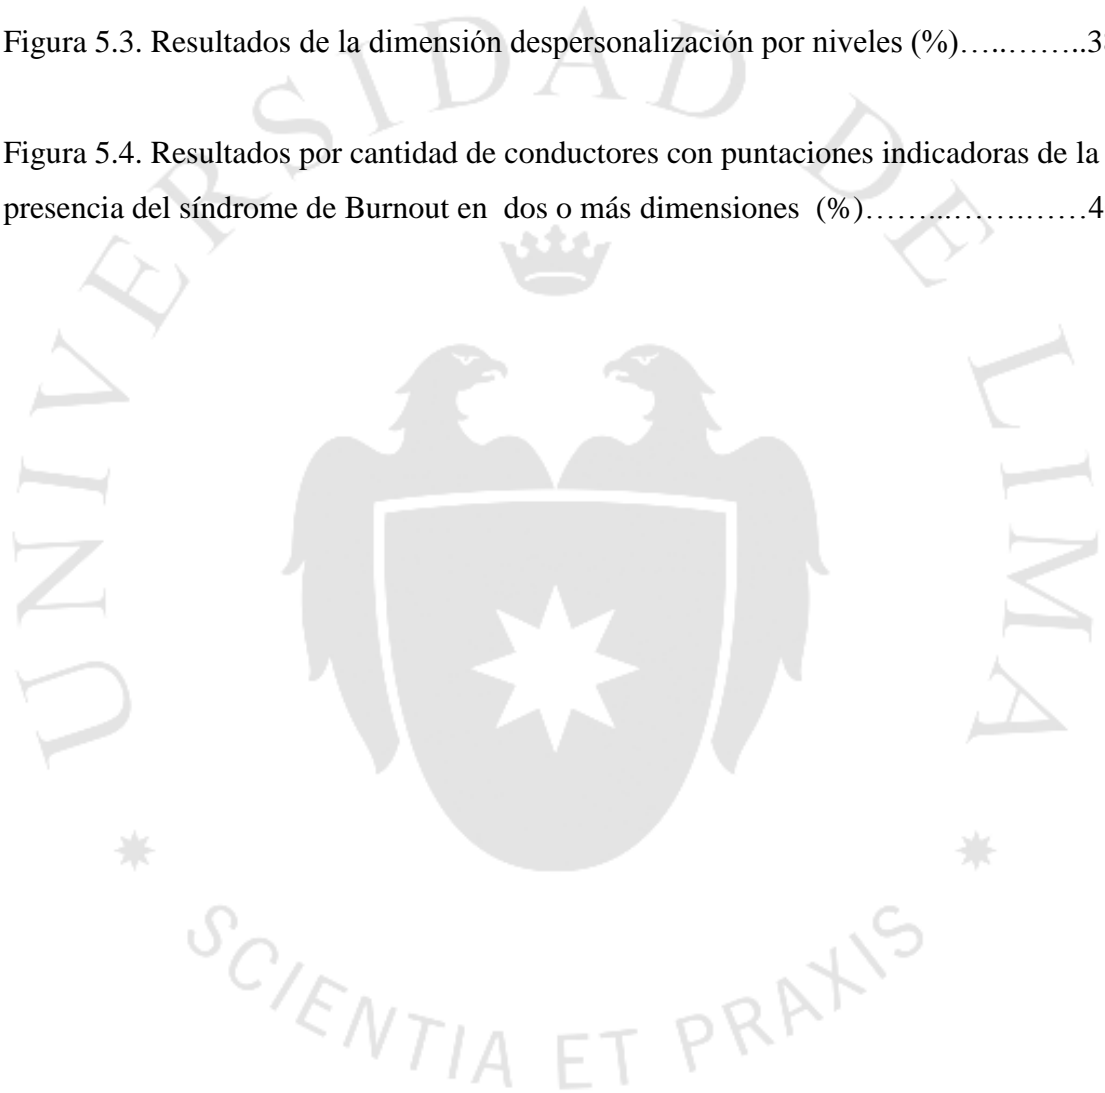 Figura 5.3. Resultados de la dimensión despersonalización por niveles (%)…..……..3
Figura 5.4. Resultados por cantidad de conductores con puntaciones indicadoras de la
presencia del síndrome de Burnout en  dos o más dimensiones  (%)……...…….……4
UNIVERSIDAD DE LIMA
SCIENTIA ET PRAXIS